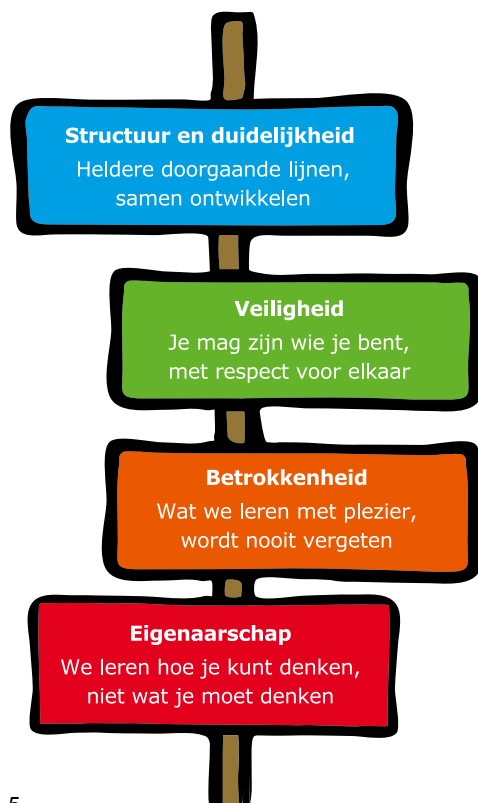 Structuur en duidelijkheid
Heldere doorgaande lijnen,
samen ontwikkelen
Veiligheid
Je mag zijn wie je bent,
met respect voor elkaar
Betrokkenheid
Wat we leren met plezier,
wordt nooit vergeten
Eigenaarschap
We leren hoe je kunt denken,
niet wat je moet denken
5